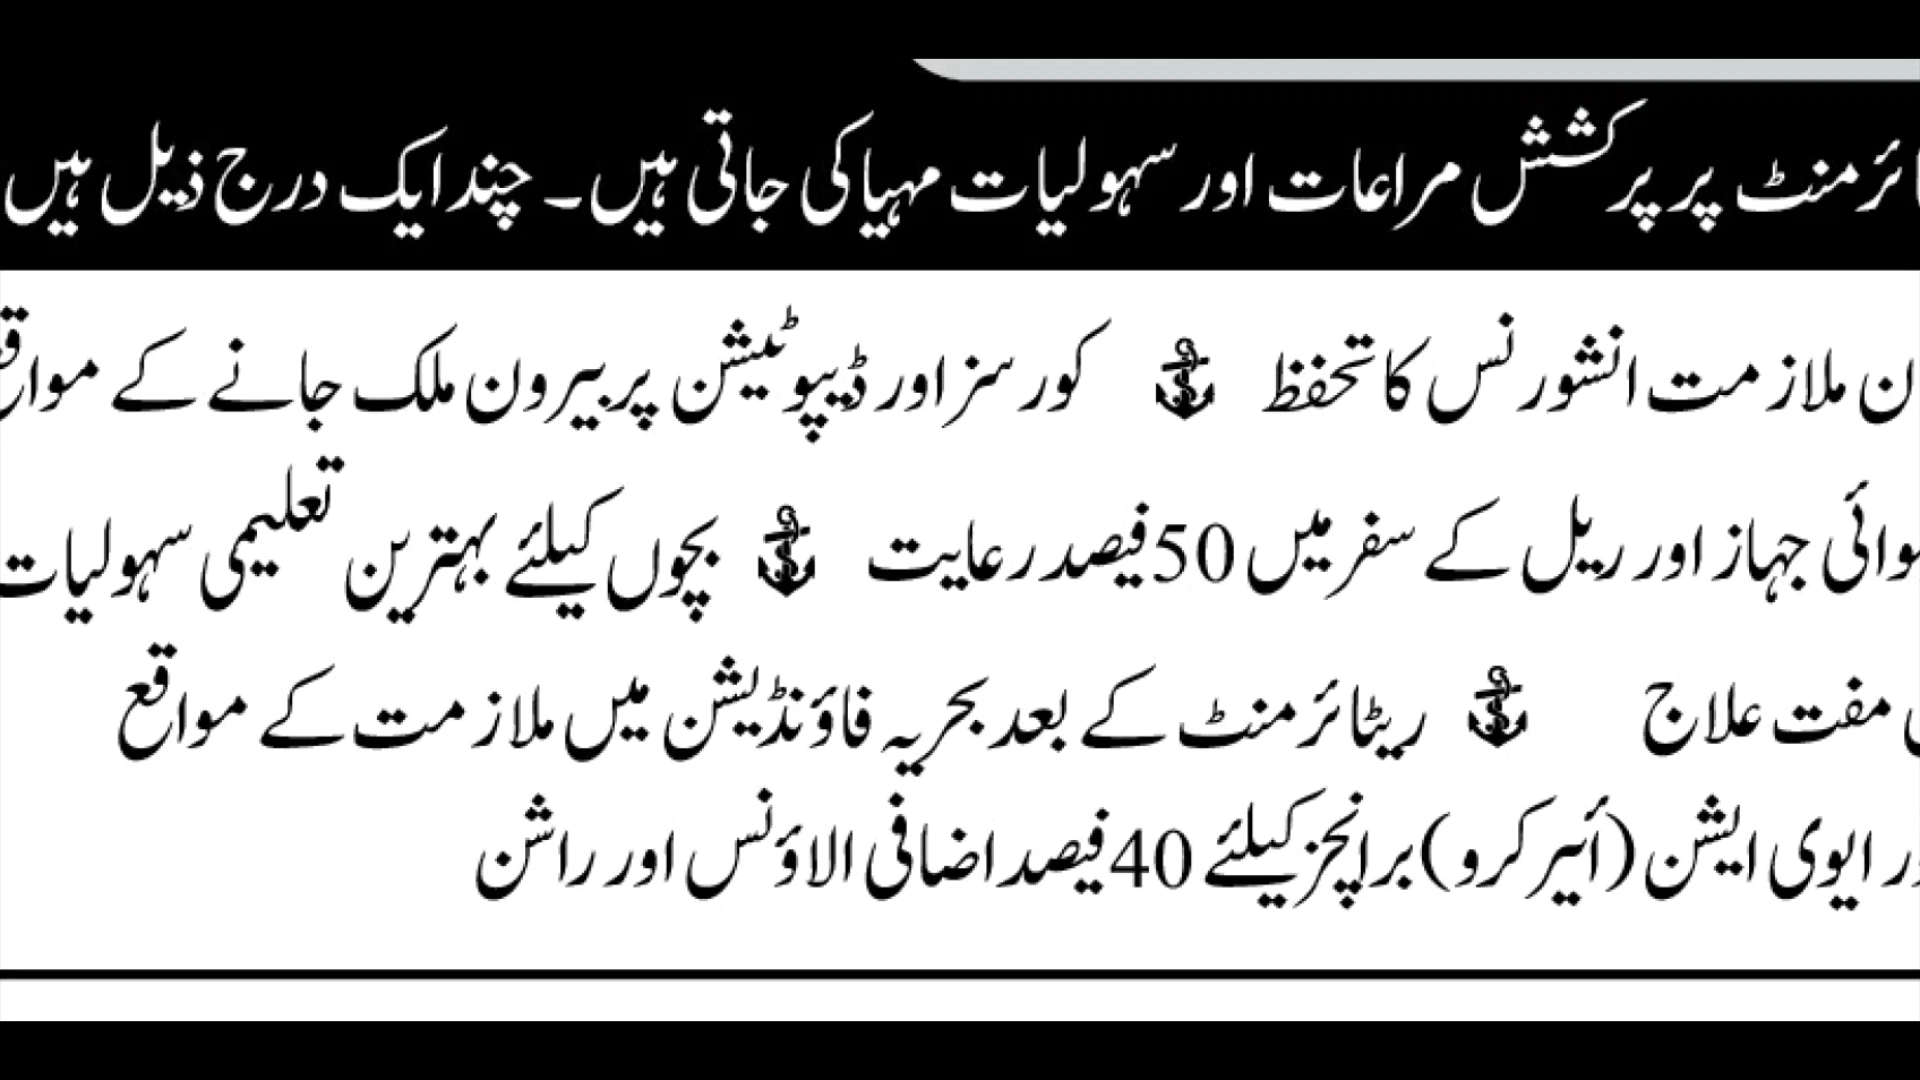 ئرمنٹ پر پرکشش مراعات اور سہولیات مہیا کی جاتی ہیں۔ چند ایک درج ذیل ہیں
ن ملازمت انشورنس کا تحفظ کورسز اور ڈیپوٹیشن پر بیرون ملک جانے کے مواقع
وائی جہاز اور ریل کے سفر میں 50 فیصد رعایت بچوں کیلئے بہترین تعلیمی سہولیات
مفت علاج ریٹائرمنٹ کے بعد بحریہ فاؤنڈیشن میں ملازمت کے مواقع
ر ایوی ایشن (أیر کرو) برانچز کیلئے 40 فیصد اضافی الاؤنس اور راشن